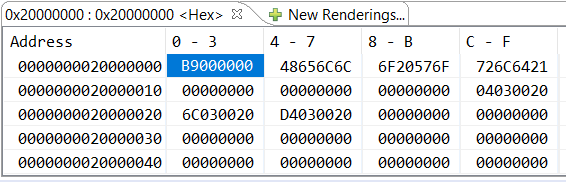 0x20000000 : 0x20000000 <Hex> New Renderings...
Address 0 - 3 4 - 7 8 - B C - F
0000000020000000 B9000000 48656C6C 6F20576F 726C6421
0000000020000010 00000000 00000000 00000000 04030020
0000000020000020 6C030020 D4030020 00000000 00000000
0000000020000030 00000000 00000000 00000000 00000000
0000000020000040 00000000 00000000 00000000 00000000